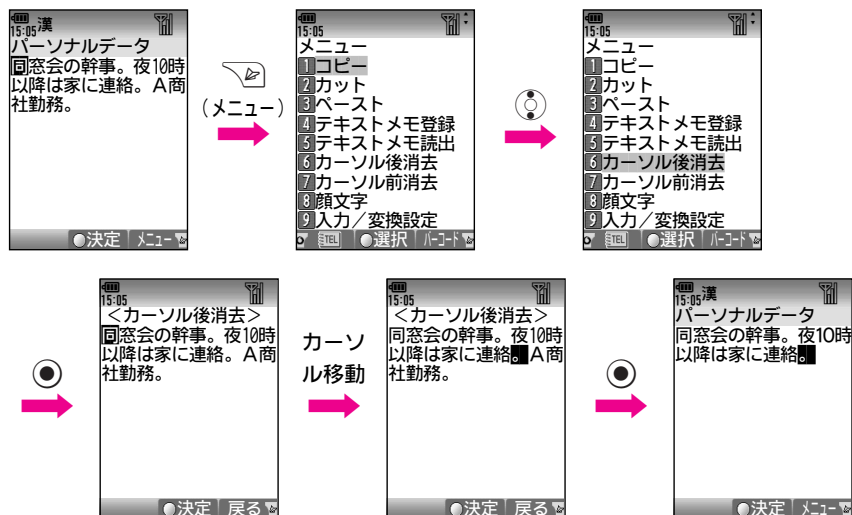 15:05 漢
パーソナルデータ
同窓会の幹事。夜10時
以降は家に連絡。A商
社勤務。
決定 メニュー
(メニュー)
15:05
メニュー
1コピー
2カット
3ペースト
4テキストメモ登録
5テキストメモ読出
6カーソル後消去
7カーソル前消去
8顔文字
9入力/変換設定
TEL 選択 バーコード
15:05
メニュー
1コピー
2カット
3ペースト
4テキストメモ登録
5テキストメモ読出
6カーソル後消去
7カーソル前消去
8顔文字
9入力/変換設定
TEL 選択 バーコード
15:05
<カーソル後消去>
同窓会の幹事。夜10時
以降は家に連絡。A商
社勤務。
決定 戻る
カーソ
ル移動
15:05
<カーソル後消去>
同窓会の幹事。夜10時
以降は家に連絡。A商
社勤務。
決定 戻る
15:05 漢
パーソナルデータ
同窓会の幹事。夜10時
以降は家に連絡。
決定 メニュー